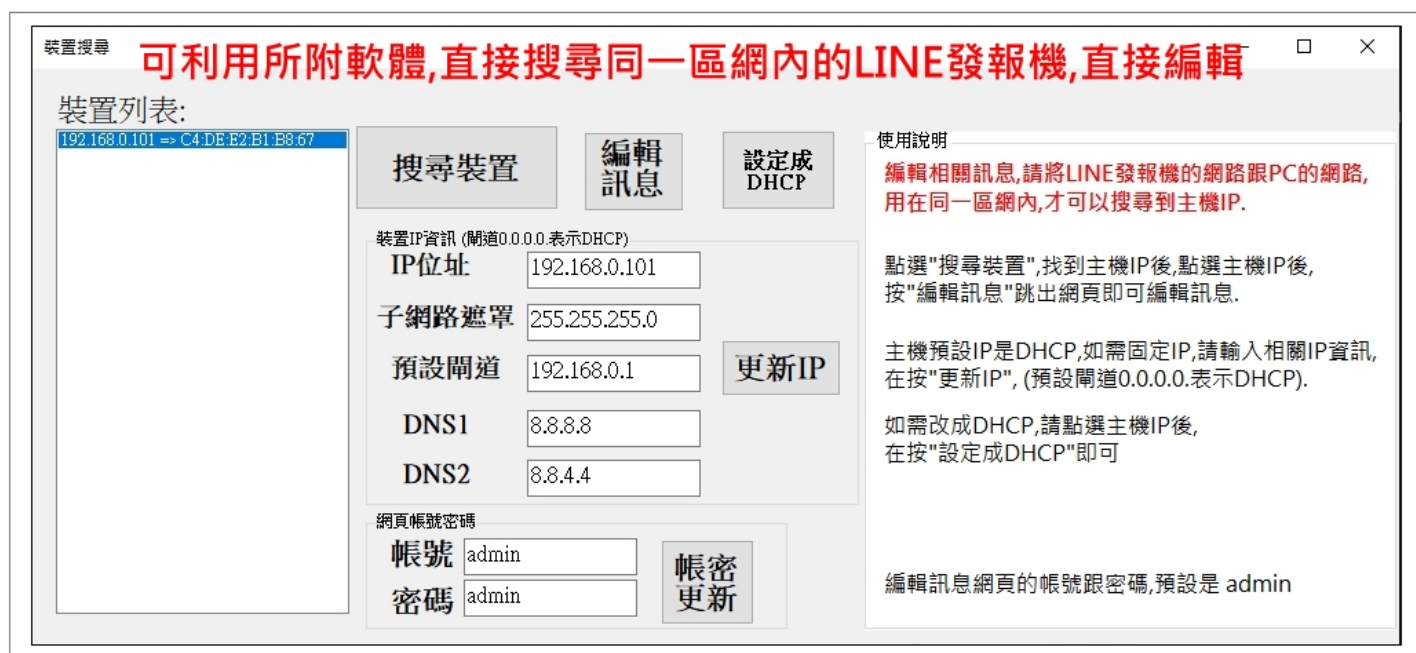 裝置搜尋
可利用所附軟體,直接搜尋同一區網內的LINE發報機,直接編輯
裝置列表:
192.168.0.101 => C4:DE:E2:B1:B8:67
搜尋裝置
編輯
訊息
設定成
DHCP
裝置IP資訊 (閘道0.0.0.0.表示DHCP)
IP位址
192.168.0.101
子網路遮罩
255.255.255.0
預設閘道
192.168.0.1
更新IP
DNS1
8.8.8.8
DNS2
8.8.4.4
網頁帳號密碼
帳號
admin
密碼
admin
帳密
更新
使用說明
編輯相關訊息,請將LINE發報機的網路跟PC的網路,
用在同一區網內,才可以搜尋到主機IP.
點選"搜尋裝置",找到主機IP後,點選主機IP後,
按"編輯訊息"跳出網頁即可編輯訊息.
主機預設IP是DHCP,如需固定IP,請輸入相關IP資訊,
在按"更新IP", (預設閘道0.0.0.0.表示DHCP).
如需改成DHCP,請點選主機IP後,
在按"設定成DHCP"即可
編輯訊息網頁的帳號跟密碼,預設是 admin